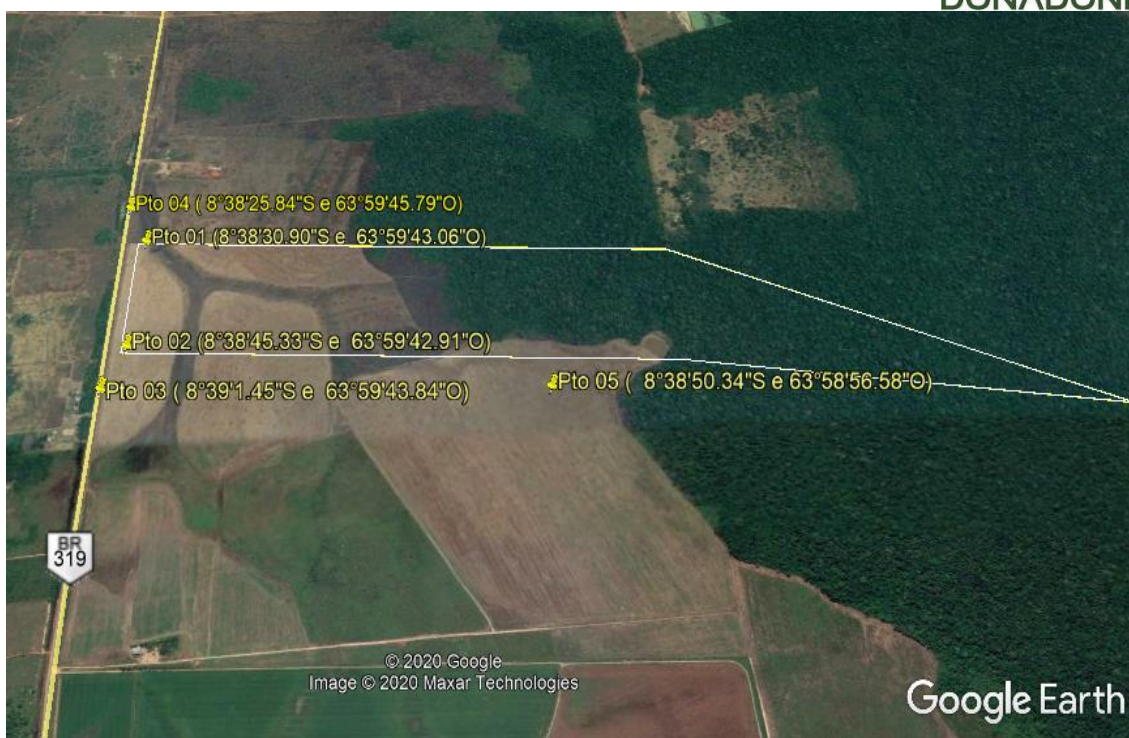 Pto 04 ( 8°38'25.84"S e 63°59'45.79"O)
Pto 01 (8°38'30.90"S e 63°59'43.06"O)
Pto 02 (8°38'45.33"S e 63°59'42.91"O)
Pto 05 ( 8°38'50.34"S e 63°58'56.58"O)
Pto 03 ( 8°39'1.45"S e 63°59'43.84"O)
BR
319
© 2020 Google
Image © 2020 Maxar Technologies
Google Earth